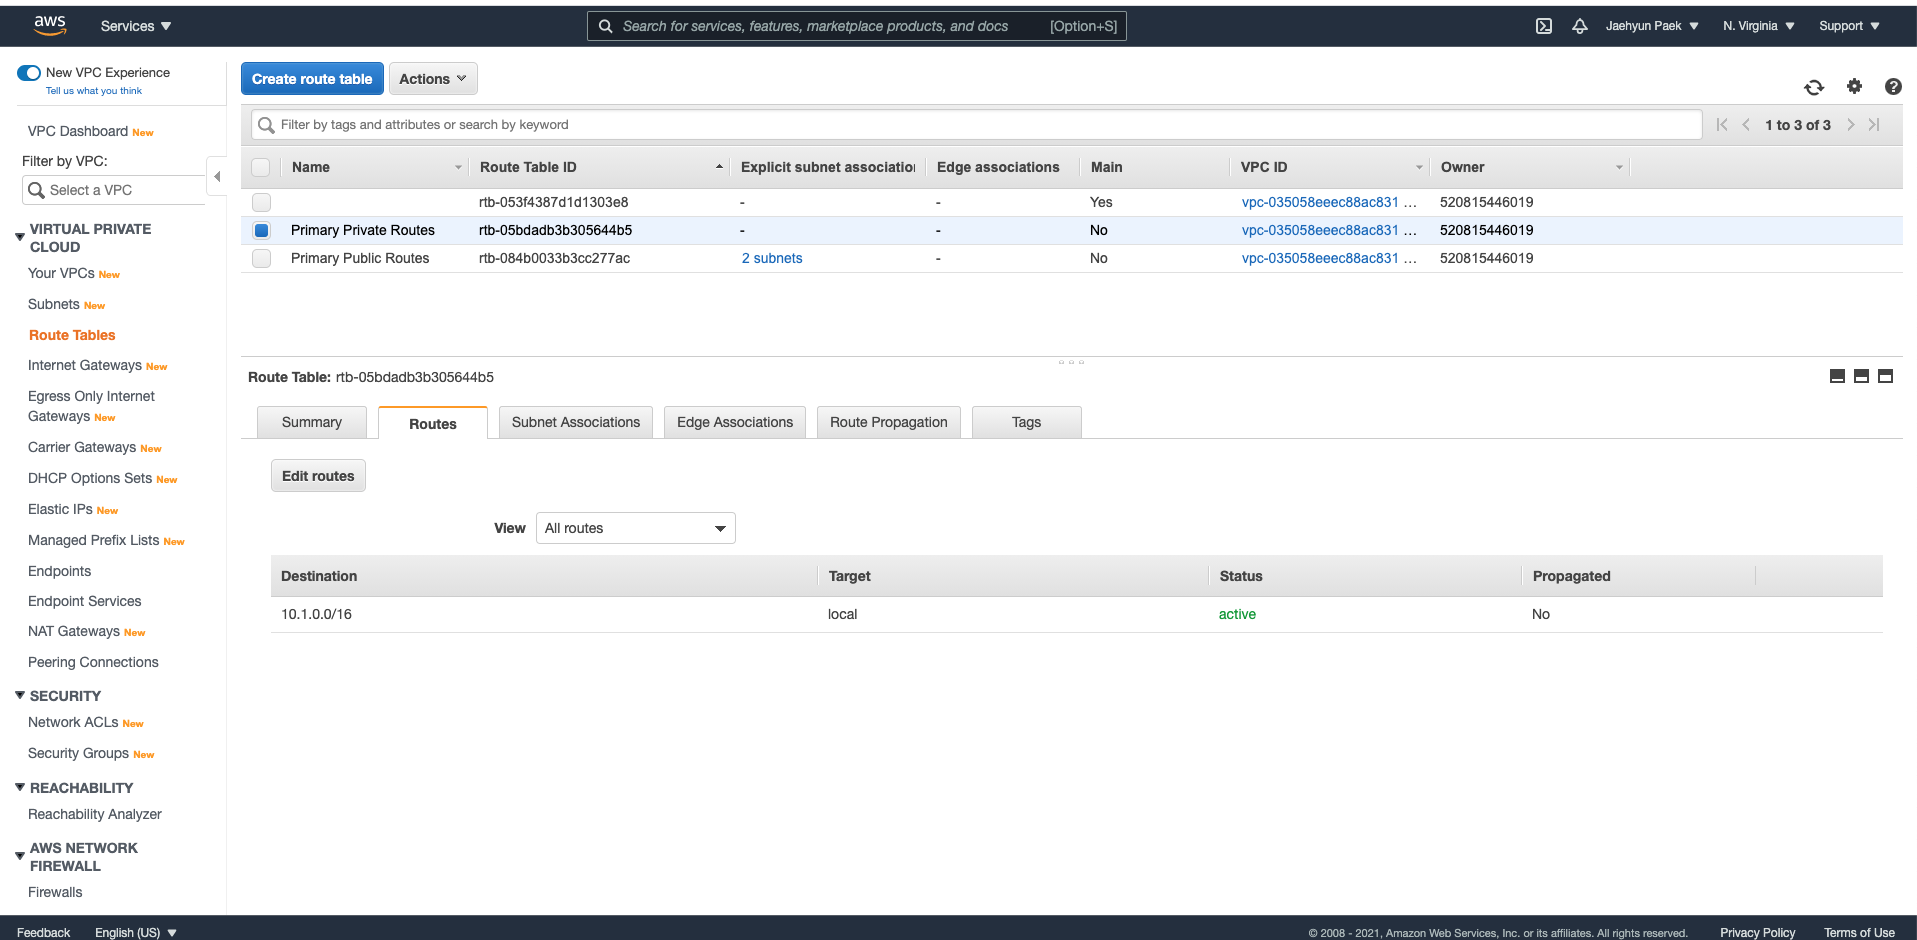 aws Services Search for services, features, marketplace products, and docs [Option+S] Jaehyun Paek N. Virginia Support
New VPC Experience
Tell us what you think
VPC Dashboard New
Filter by VPC:
Select a VPC
VIRTUAL PRIVATE
CLOUD
Your VPCs New
Subnets New
Route Tables
Internet Gateways New
Egress Only Internet
Gateways New
Carrier Gateways New
DHCP Options Sets New
Elastic IPs New
Managed Prefix Lists New
Endpoints
Endpoint Services
NAT Gateways New
Peering Connections
SECURITY
Network ACLs New
Security Groups New
REACHABILITY
Reachability Analyzer
AWS NETWORK
FIREWALL
Firewalls
Create route table Actions
Filter by tags and attributes or search by keyword 1 to 3 of 3
Name Route Table ID Explicit subnet association Edge associations Main VPC ID Owner
rtb-053f4387d1d1303e8 - - Yes vpc-035058eeec88ac831 ... 520815446019
Primary Private Routes rtb-05bdadb3b305644b5 - - No vpc-035058eeec88ac831 ... 520815446019
Primary Public Routes rtb-084b0033b3cc277ac 2 subnets - No vpc-035058eeec88ac831 ... 520815446019
Route Table: rtb-05bdadb3b305644b5
Summary Routes Subnet Associations Edge Associations Route Propagation Tags
Edit routes
View All routes
Destination Target Status Propagated
10.1.0.0/16 local active No
Feedback English (US) © 2008 - 2021, Amazon Web Services, Inc. or its affiliates. All rights reserved. Privacy Policy Terms of Use